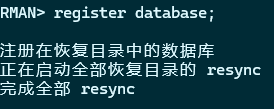 RMAN> register database;
注册在恢复目录中的数据库
正在启动全部恢复目录的 resync
完成全部 resync